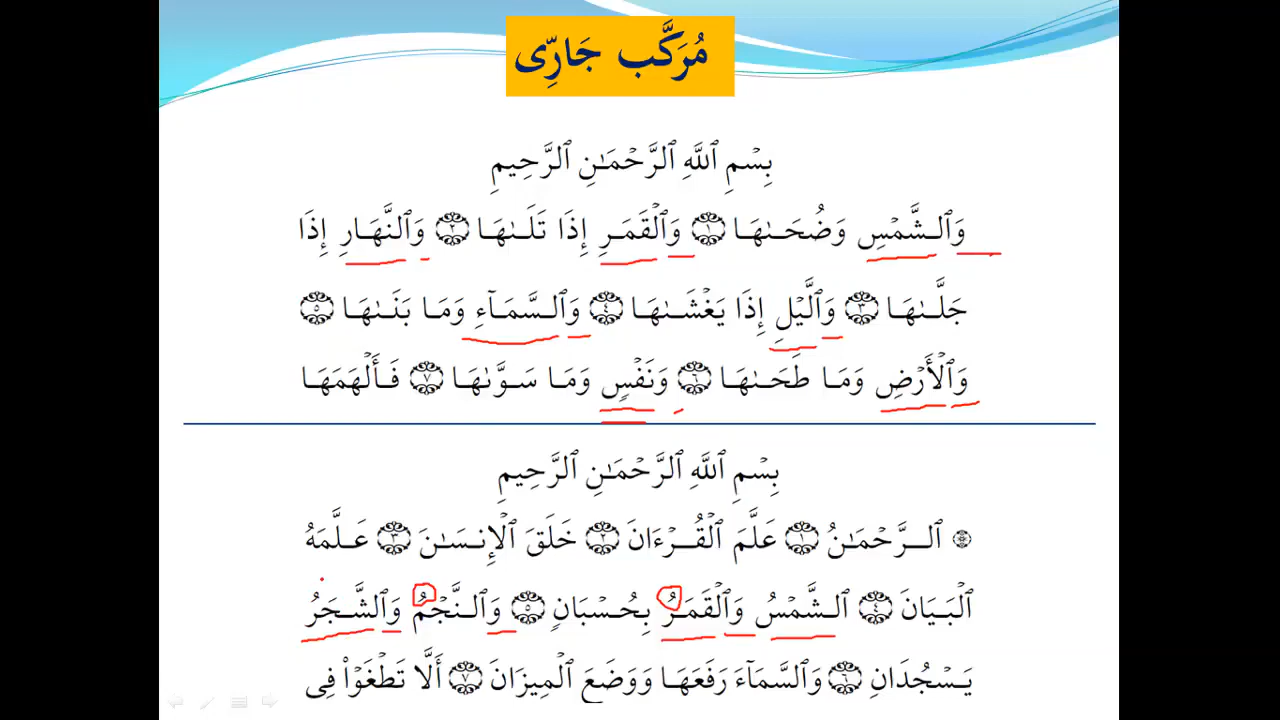 مُرَكَّب جَارِّى
بِسْمِ ٱللَّهِ ٱلرَّحْمَـٰنِ ٱلرَّحِيمِ
وَٱلشَّمْسِ وَضُحَىٰهَا ١ وَٱلْقَمَرِ إِذَا تَلَىٰهَا ٢ وَٱلنَّهَارِ إِذَا
جَلَّىٰهَا ٣ وَٱلَّيْلِ إِذَا يَغْشَىٰهَا ٤ وَٱلسَّمَآءِ وَمَا بَنَىٰهَا ٥
وَٱلْأَرْضِ وَمَا طَحَىٰهَا ٦ وَنَفْسٍ وَمَا سَوَّىٰهَا ٧ فَأَلْهَمَهَا
بِسْمِ ٱللَّهِ ٱلرَّحْمَـٰنِ ٱلرَّحِيمِ
۞ ٱلرَّحْمَـٰنُ ١ عَلَّمَ ٱلْقُرْءَانَ ٢ خَلَقَ ٱلْإِنسَـٰنَ ٣ عَلَّمَهُ
ٱلْبَيَانَ ٤ ٱلشَّمْسُ وَٱلْقَمَرُ بِحُسْبَانٍ ٥ وَٱلنَّجْمُ وَٱلشَّجَرُ
يَسْجُدَانِ ٦ وَٱلسَّمَآءَ رَفَعَهَا وَوَضَعَ ٱلْمِيزَانَ ٧ أَلَّا تَطْغَوْا۟ فِى